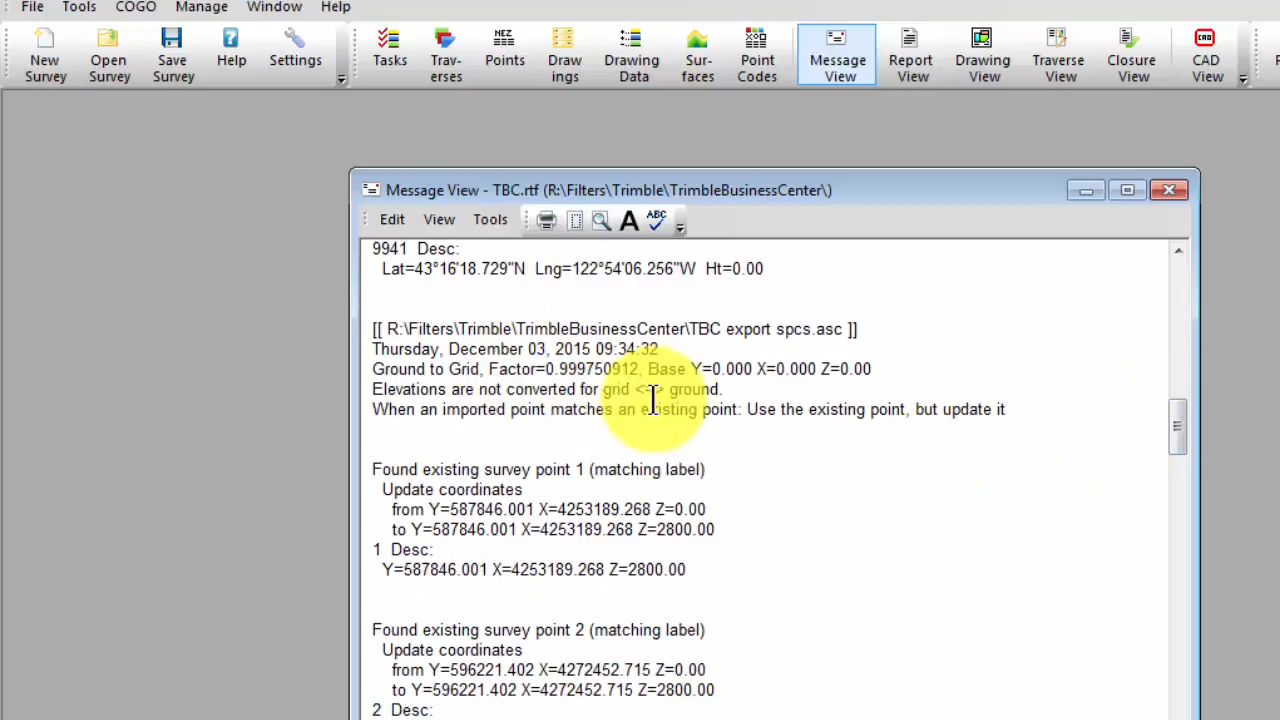 File Tools COGO Manage Window Help
New Survey
Open Survey
Save Survey
Help
Settings
Tasks
Trav-erses
NEZ
Points
Draw ings
Drawing Data
Sur-faces
Point Codes
Message View
Report View
Drawing View
Traverse View
Closure View
CAD
CAD View
Message View - TBC.rtf (R:\Filters\Trimble\TrimbleBusinessCenter\)
Edit View Tools A ABC
9941 Desc:
Lat=43°16'18.729"N Lng=122°54'06.256"W Ht=0.00
[[ R:\Filters\Trimble\TrimbleBusinessCenter\TBC export spcs.asc ]]
Thursday, December 03, 2015 09:34:32
Ground to Grid, Factor=0.999750912, Base Y=0.000 X=0.000 Z=0.00
Elevations are not converted for grid <-> ground.
When an imported point matches an existing point: Use the existing point, but update it
Found existing survey point 1 (matching label)
Update coordinates
from Y=587846.001 X=4253189.268 Z=0.00
to Y=587846.001 X=4253189.268 Z=2800.00
1 Desc:
Y=587846.001 X=4253189.268 Z=2800.00
Found existing survey point 2 (matching label)
Update coordinates
from Y=596221.402 X=4272452.715 Z=0.00
to Y=596221.402 X=4272452.715 Z=2800.00
2 Desc: